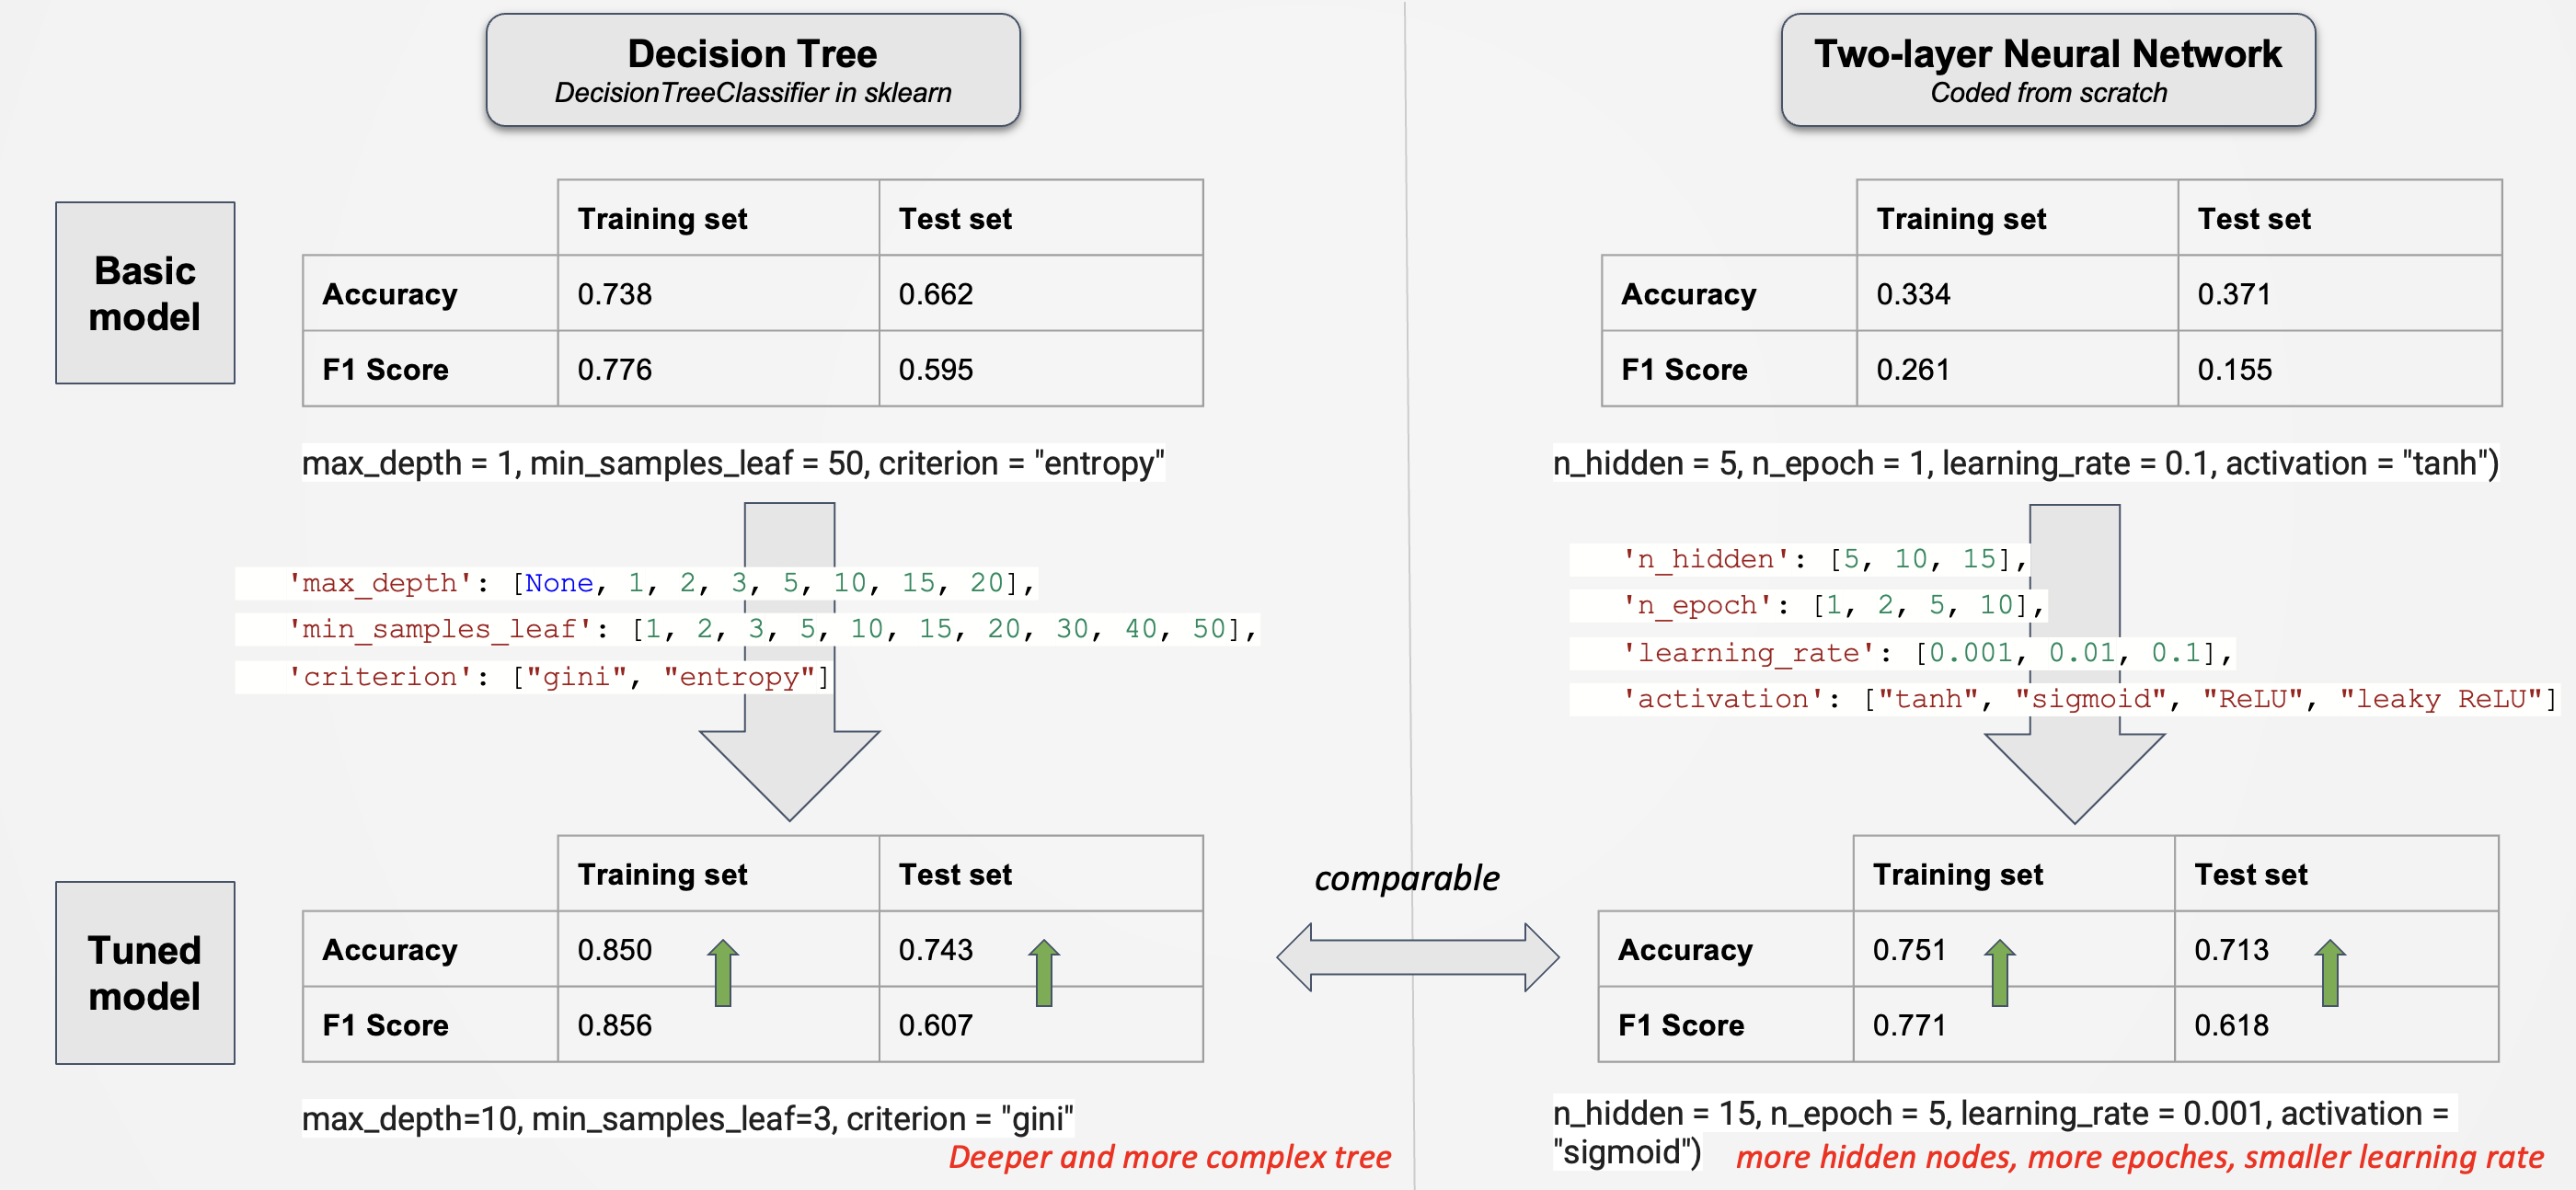 Decision Tree
DecisionTreeClassifier in sklearn
Two-layer Neural Network
Coded from scratch
Basic
model
Training set Test set
Accuracy 0.738 0.662
F1 Score 0.776 0.595
max_depth = 1, min_samples_leaf = 50, criterion = "entropy"
Training set Test set
Accuracy 0.334 0.371
F1 Score 0.261 0.155
n_hidden = 5, n_epoch = 1, learning_rate = 0.1, activation = "tanh")
'max_depth': [None, 1, 2, 3, 5, 10, 15, 20],
'min_samples_leaf': [1, 2, 3, 5, 10, 15, 20, 30, 40, 50],
'criterion': ["gini", "entropy"]
'n_hidden': [5, 10, 15],
'n_epoch': [1, 2, 5, 10],
'learning_rate': [0.001, 0.01, 0.1],
'activation': ["tanh", "sigmoid", "ReLU", "leaky ReLU"]
Tuned
model
Training set Test set
Accuracy 0.850 0.743
F1 Score 0.856 0.607
max_depth=10, min_samples_leaf=3, criterion = "gini"
Deeper and more complex tree
comparable
Training set Test set
Accuracy 0.751 0.713
F1 Score 0.771 0.618
n_hidden = 15, n_epoch = 5, learning_rate = 0.001, activation =
"sigmoid")
more hidden nodes, more epoches, smaller learning rate